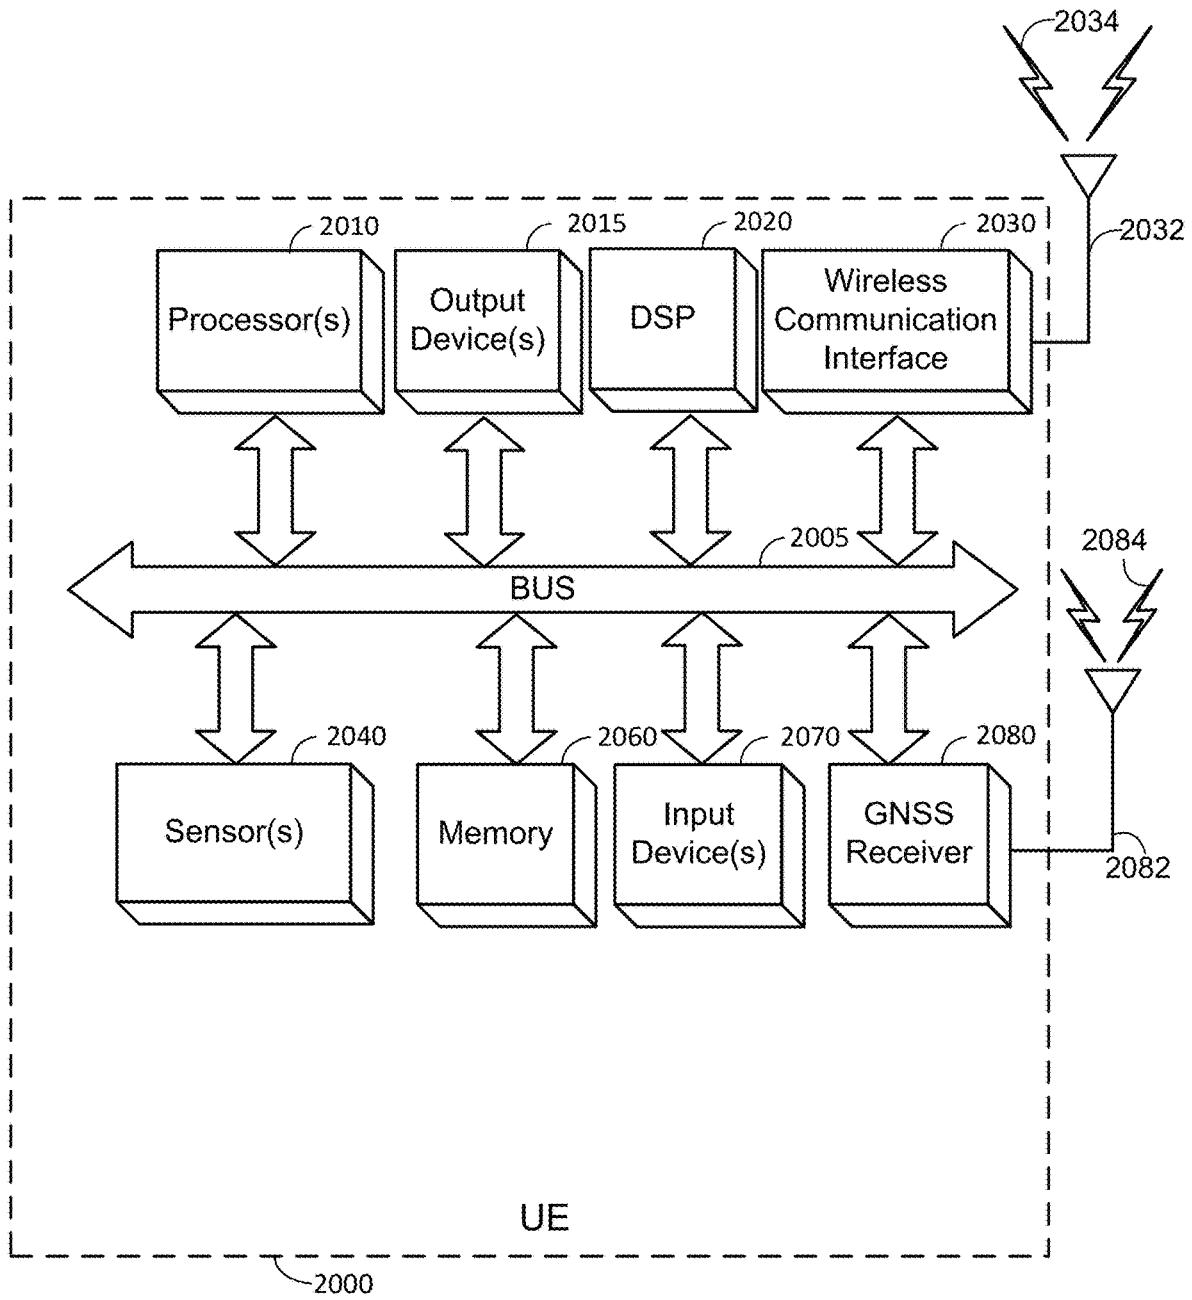 2034
2032
2010
2015
2020
2030
Processor(s)
Output
Device(s)
DSP
Wireless
Communication
Interface
2005
BUS
2084
2082
2040
2060
2070
2080
Sensor(s)
Memory
Input
Device(s)
GNSS
Receiver
UE
2000